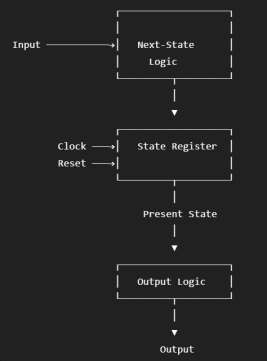 Input
Next-State
Logic
Clock
State Register
Reset
Present State
Output Logic
Output